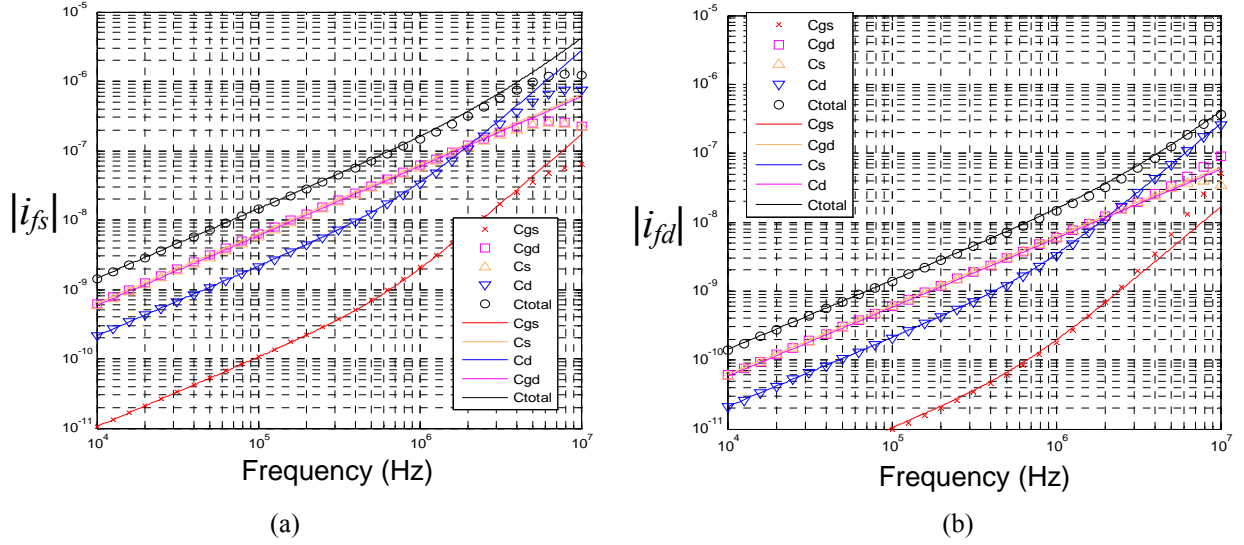 10^-5
10^-6
10^-7
10^-8
10^-9
10^-10
10^-11
|i_fs|
Cgs
Cgd
Cs
Cd
Ctotal
Cgs
Cs
Cd
Cgd
Ctotal
10^4
10^5
10^6
10^7
Frequency (Hz)
(a)
10^-5
10^-6
10^-7
10^-8
10^-9
10^-10
10^-11
|i_fd|
Cgs
Cgd
Cs
Cd
Ctotal
Cgs
Cgd
Cs
Cd
Ctotal
10^4
10^5
10^6
10^7
Frequency (Hz)
(b)